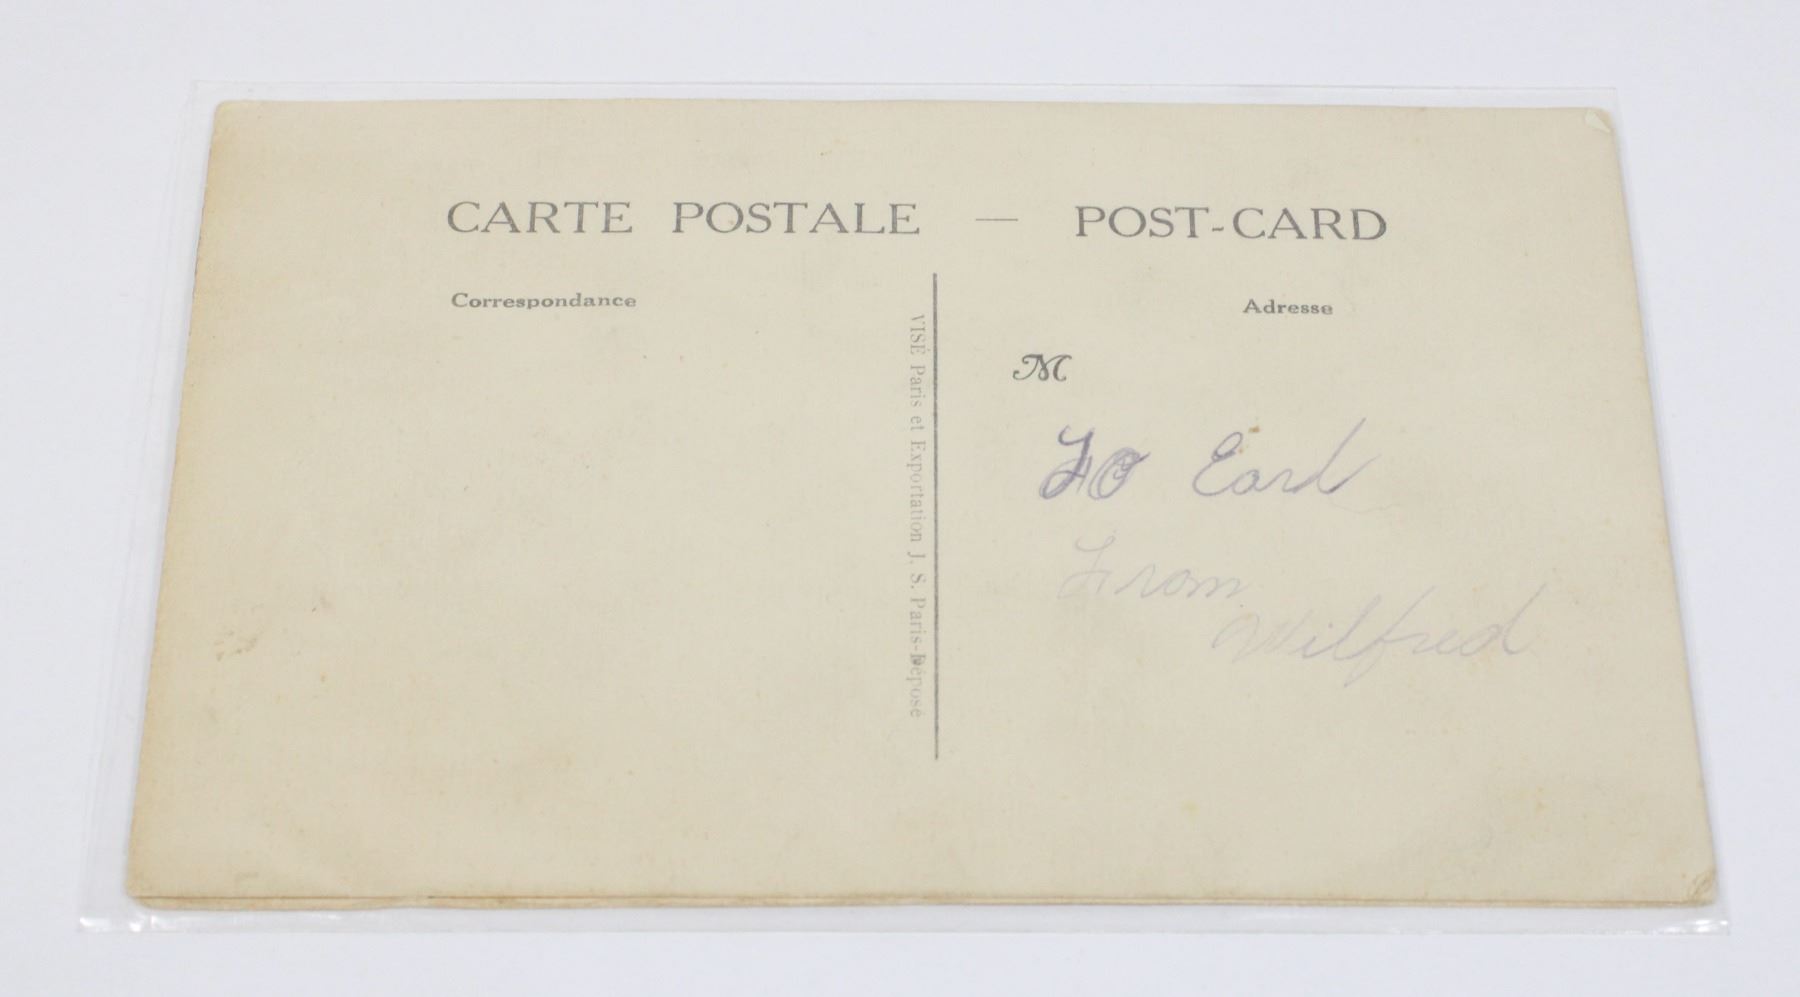 CARTE POSTALE — POST-CARD
Correspondance
VISÉ Paris et Exportation J. S. Paris-Déposé
Adresse
M
To Earl
From
Wilfred